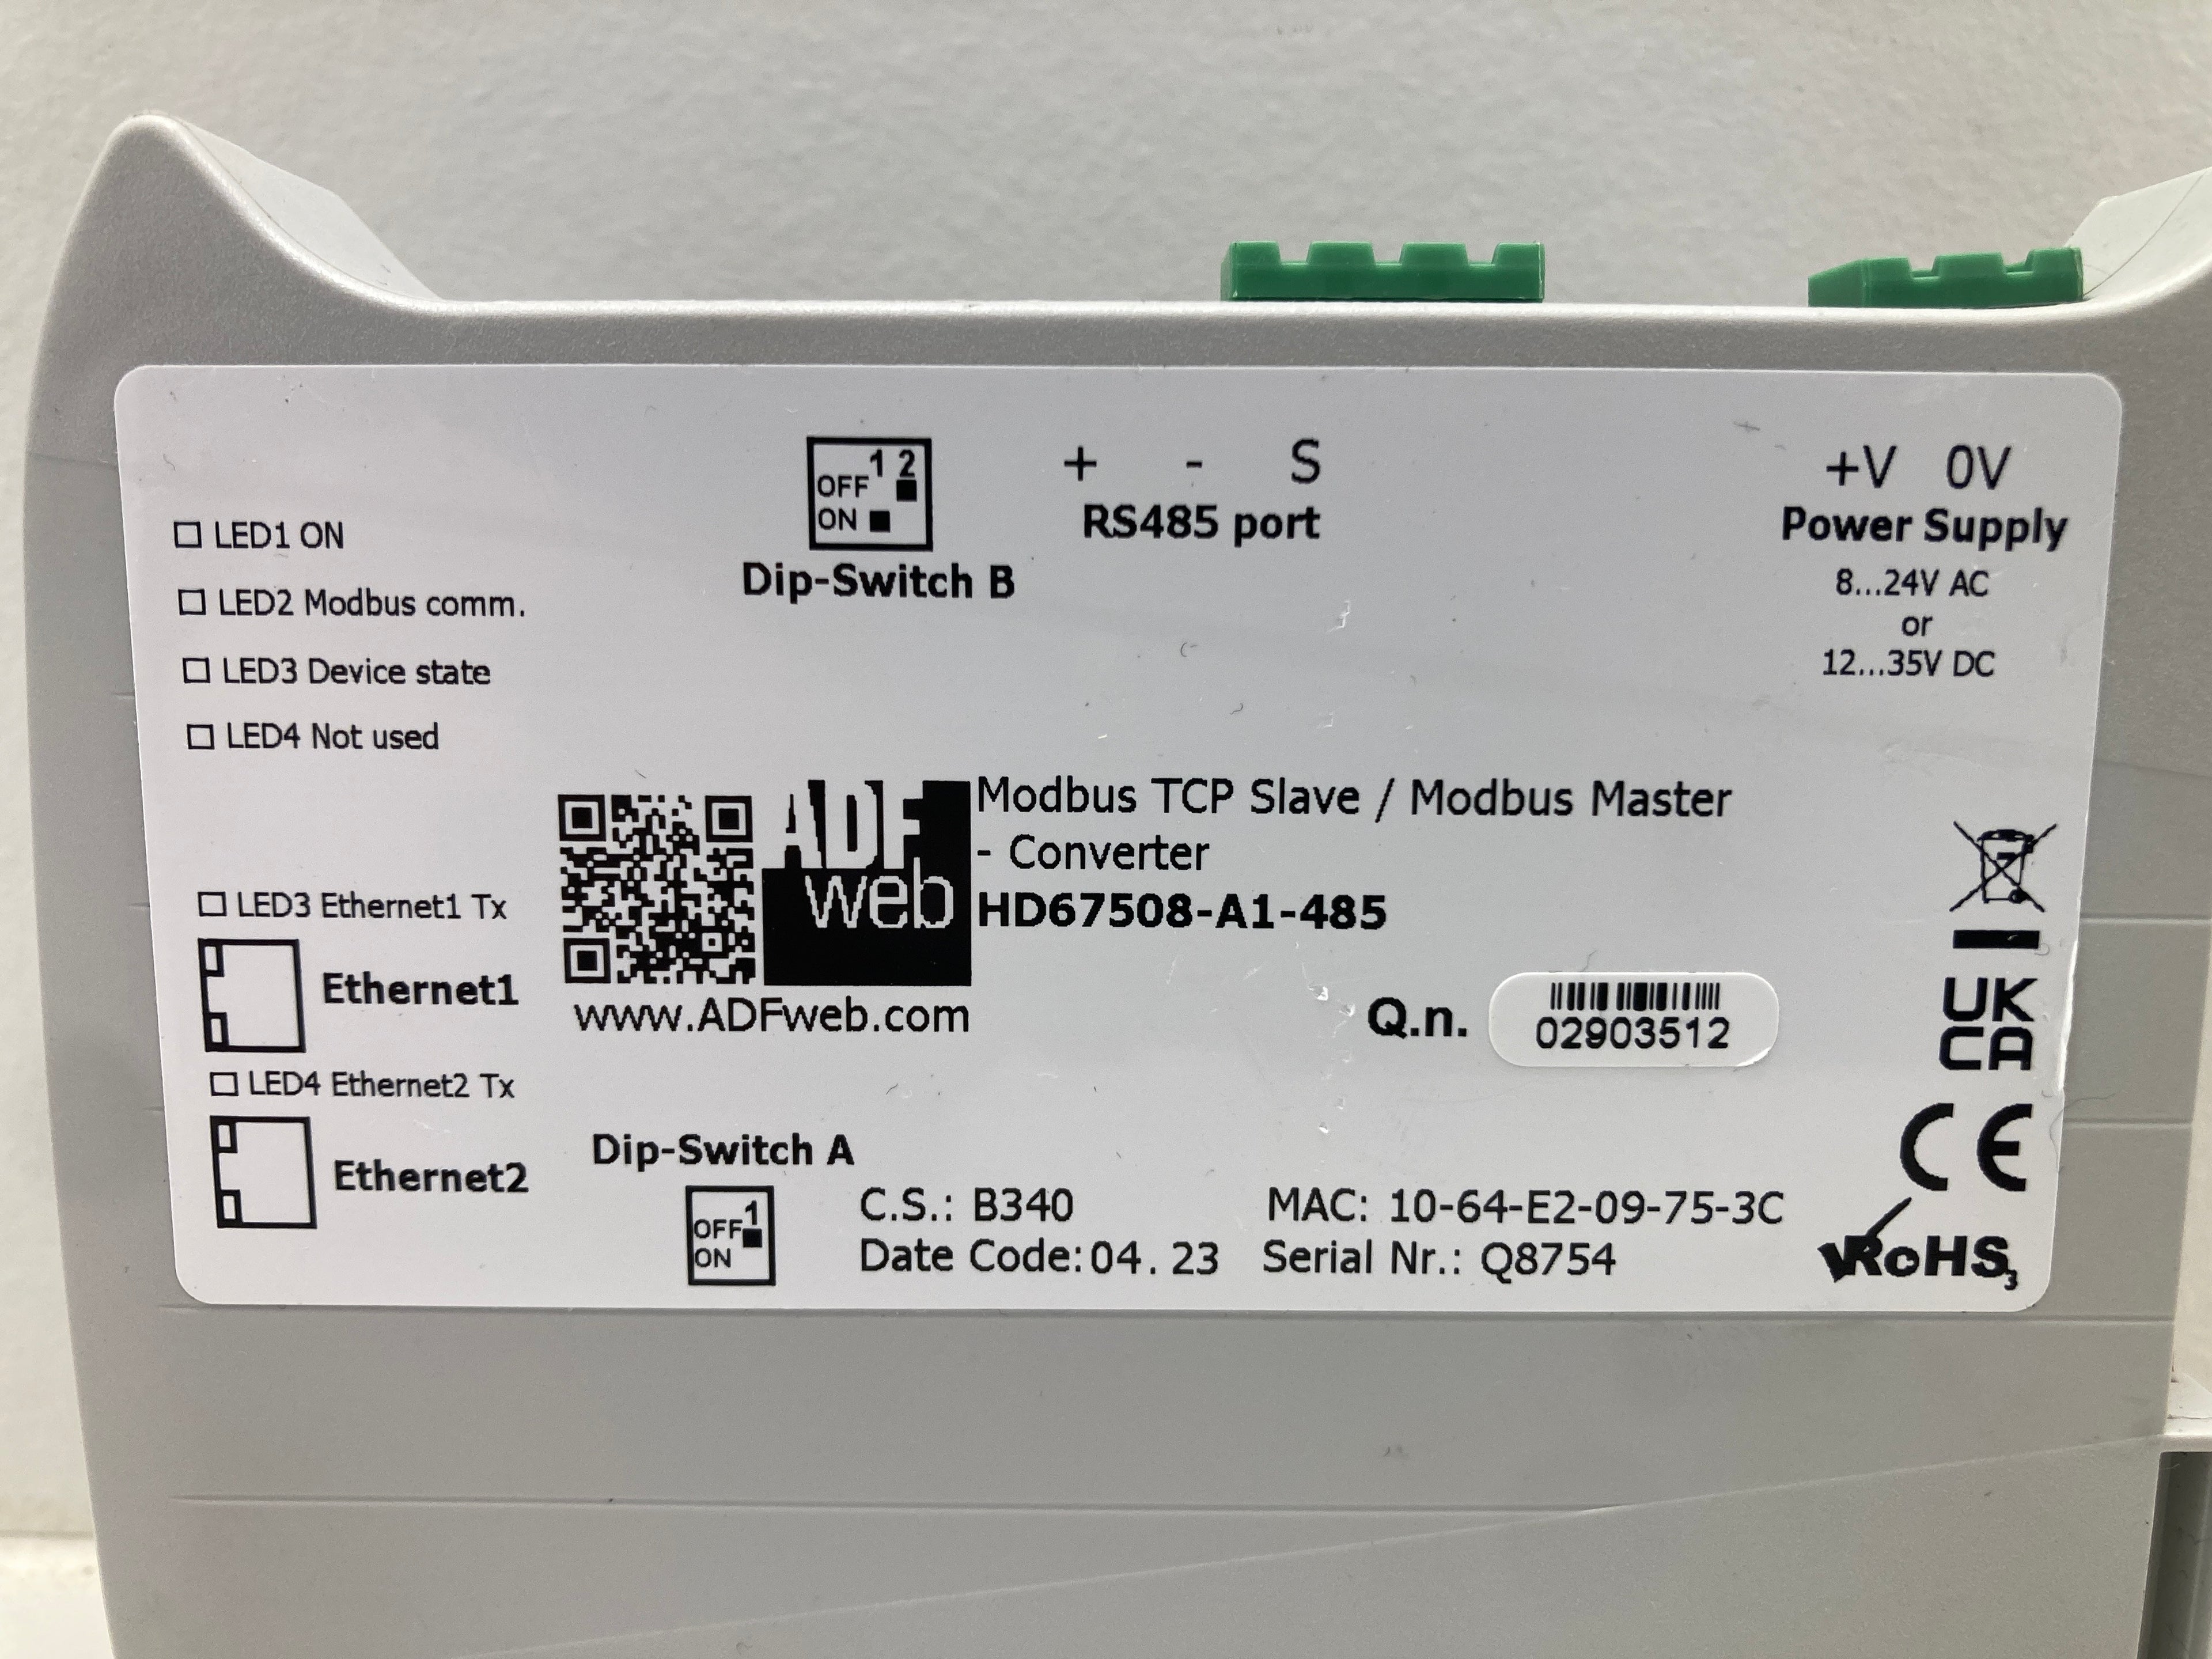 1 2
OFF
ON
Dip-Switch B
+ - S
RS485 port
+V 0V
Power Supply
8...24V AC
or
12...35V DC
LED1 ON
LED2 Modbus comm.
LED3 Device state
LED4 Not used
ADF
web
www.ADFweb.com
Modbus TCP Slave / Modbus Master
- Converter
HD67508-A1-485
LED3 Ethernet1 Tx
Ethernet1
LED4 Ethernet2 Tx
Ethernet2
Q.n. 02903512
UK
CA
CE
Dip-Switch A
1
OFF
ON
C.S.: B340
Date Code: 04. 23
MAC: 10-64-E2-09-75-3C
Serial Nr.: Q8754
RoHS3